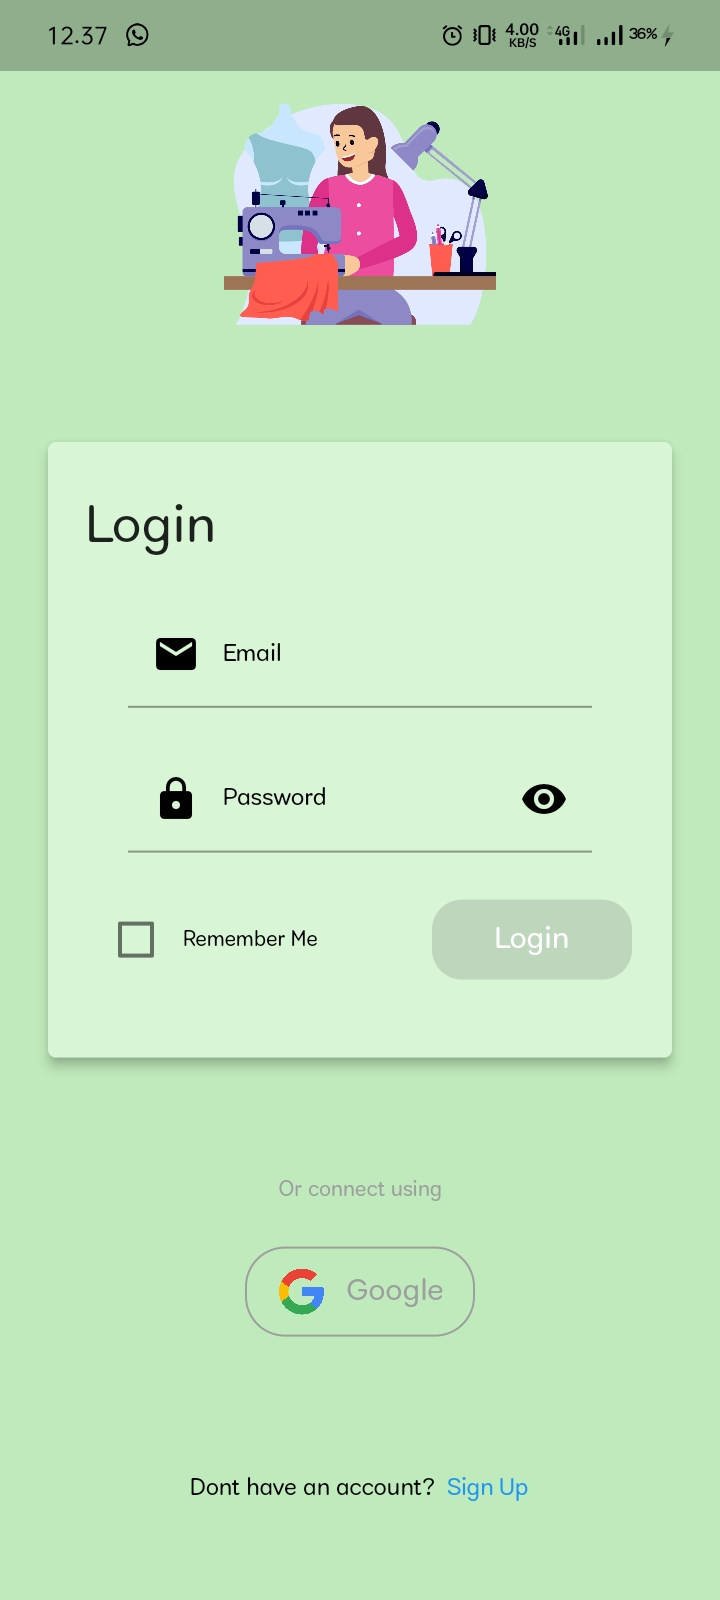 12.37 4.00 KB/S 4G 36%
Login
Email
Password
Remember Me Login
Or connect using
Google
Dont have an account? Sign Up